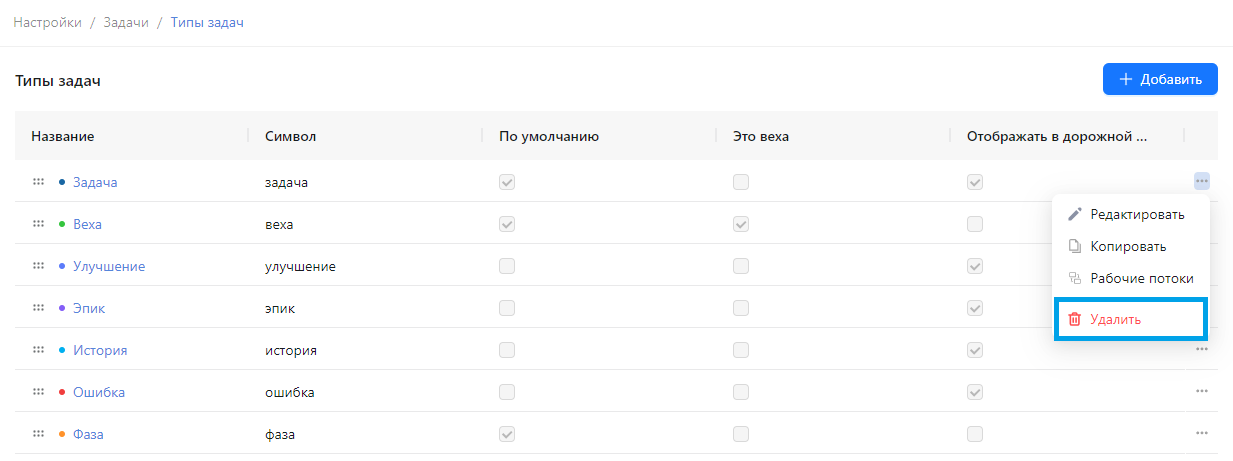 Настройки / Задачи / Типы задач
Типы задач
Добавить
Название Символ По умолчанию Это веха Отображать в дорожной ...
Задача задача
Веха веха
Улучшение улучшение
Эпик эпик
История история
Ошибка ошибка
Фаза фаза
Редактировать
Копировать
Рабочие потоки
Удалить